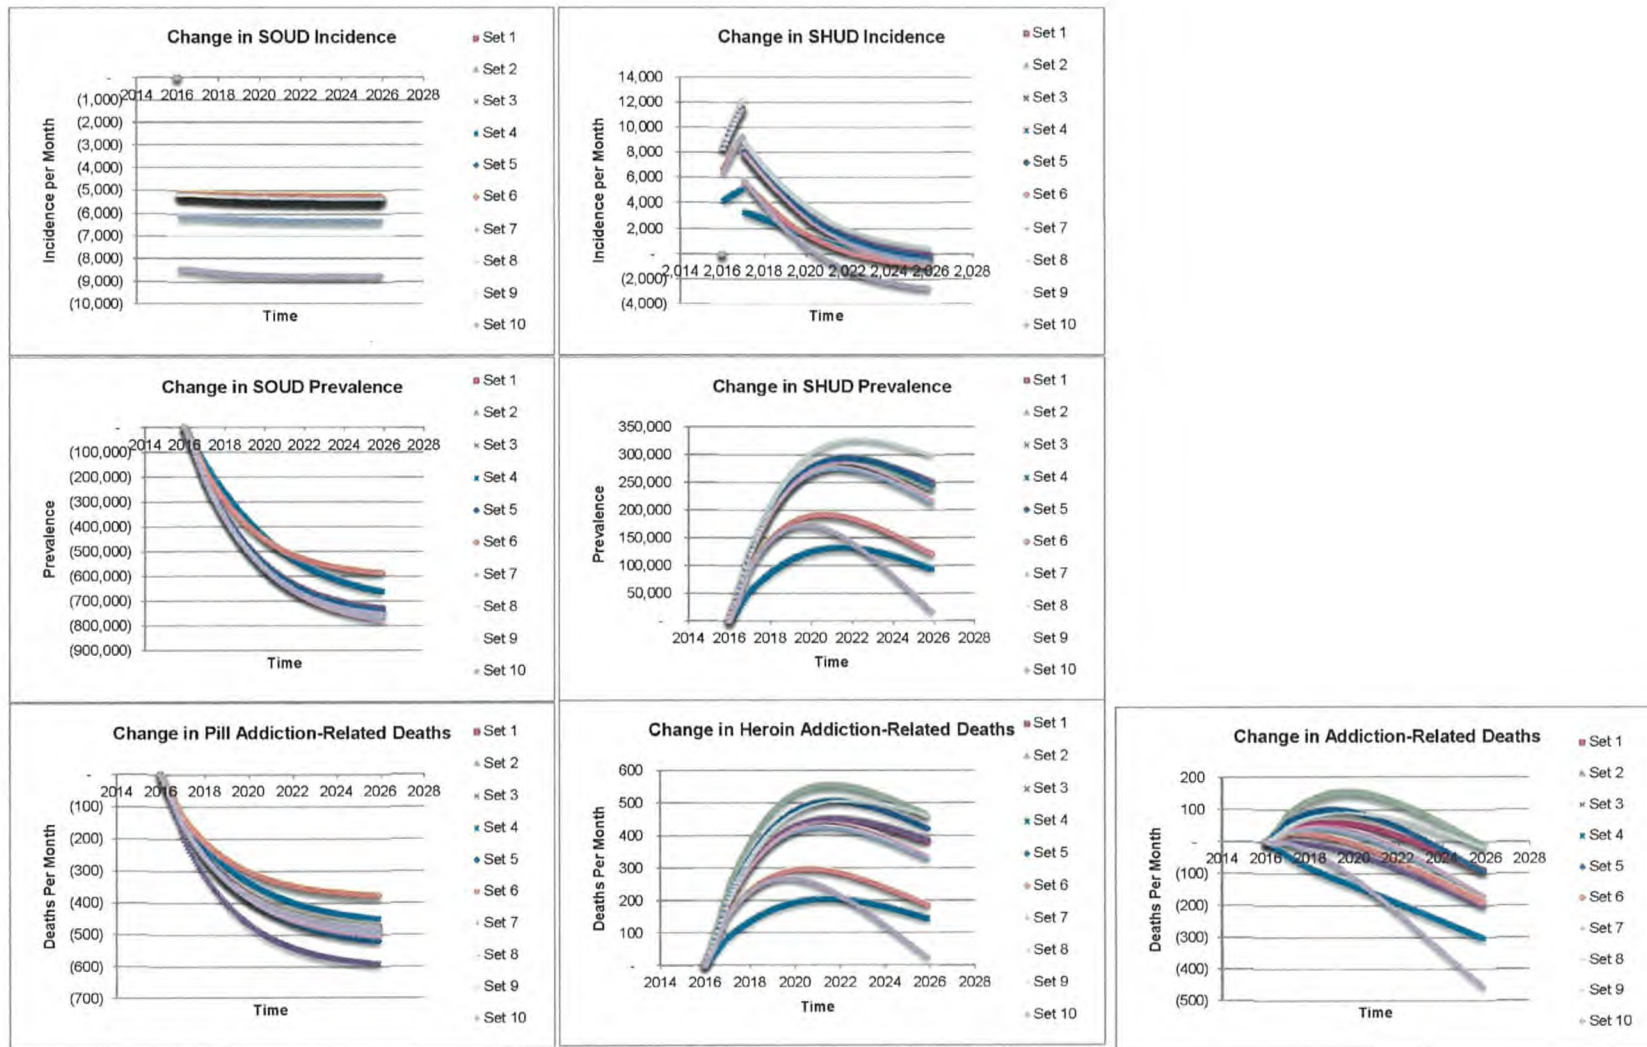 Change in SOUD Incidence
Incidence per Month
-
(1,000)
(2,000)
(3,000)
(4,000)
(5,000)
(6,000)
(7,000)
(8,000)
(9,000)
(10,000)
2014 2016 2018 2020 2022 2024 2026 2028
Time
Set 1
Set 2
Set 3
Set 4
Set 5
Set 6
Set 7
Set 8
Set 9
Set 10
Change in SHUD Incidence
Incidence per Month
14,000
12,000
10,000
8,000
6,000
4,000
2,000
-
(2,000)
(4,000)
2,014 2,016 2,018 2,020 2,022 2,024 2,026 2,028
Time
Set 1
Set 2
Set 3
Set 4
Set 5
Set 6
Set 7
Set 8
Set 9
Set 10
Change in SOUD Prevalence
Prevalence
-
(100,000)
(200,000)
(300,000)
(400,000)
(500,000)
(600,000)
(700,000)
(800,000)
(900,000)
2014 2016 2018 2020 2022 2024 2026 2028
Time
Set 1
Set 2
Set 3
Set 4
Set 5
Set 6
Set 7
Set 8
Set 9
Set 10
Change in SHUD Prevalence
Prevalence
350,000
300,000
250,000
200,000
150,000
100,000
50,000
-
2014 2016 2018 2020 2022 2024 2026 2028
Time
Set 1
Set 2
Set 3
Set 4
Set 5
Set 6
Set 7
Set 8
Set 9
Set 10
Change in Pill Addiction-Related Deaths
Deaths Per Month
-
(100)
(200)
(300)
(400)
(500)
(600)
(700)
2014 2016 2018 2020 2022 2024 2026 2028
Time
Set 1
Set 2
Set 3
Set 4
Set 5
Set 6
Set 7
Set 8
Set 9
Set 10
Change in Heroin Addiction-Related Deaths
Deaths Per Month
600
500
400
300
200
100
-
2014 2016 2018 2020 2022 2024 2026 2028
Time
Set 1
Set 2
Set 3
Set 4
Set 5
Set 6
Set 7
Set 8
Set 9
Set 10
Change in Addiction-Related Deaths
Deaths Per Month
200
100
-
(100)
(200)
(300)
(400)
(500)
2014 2016 2018 2020 2022 2024 2026 2028
Time
Set 1
Set 2
Set 3
Set 4
Set 5
Set 6
Set 7
Set 8
Set 9
Set 10